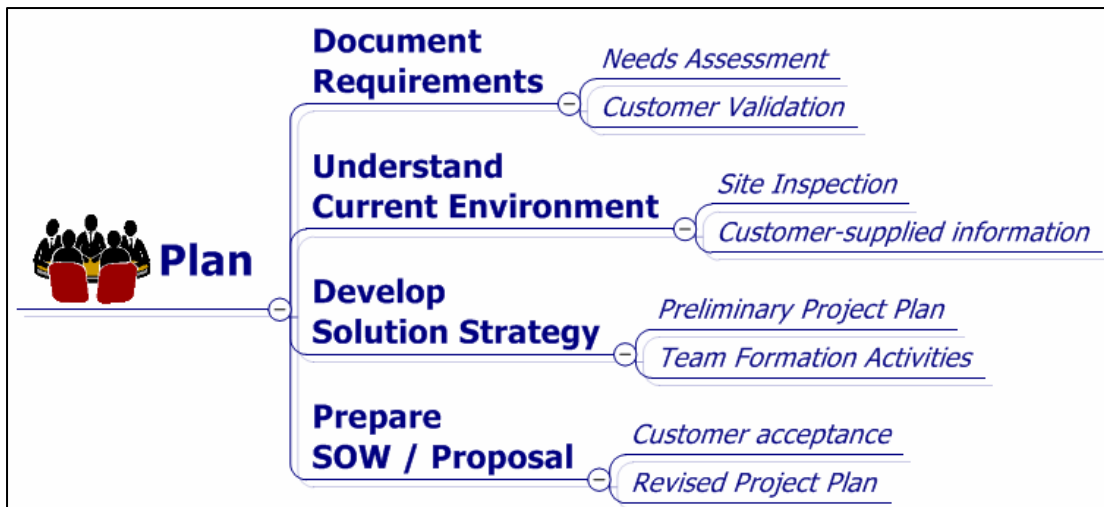 Plan
Document
Requirements
Needs Assessment
Customer Validation
Understand
Current Environment
Site Inspection
Customer-supplied information
Develop
Solution Strategy
Preliminary Project Plan
Team Formation Activities
Prepare
SOW / Proposal
Customer acceptance
Revised Project Plan